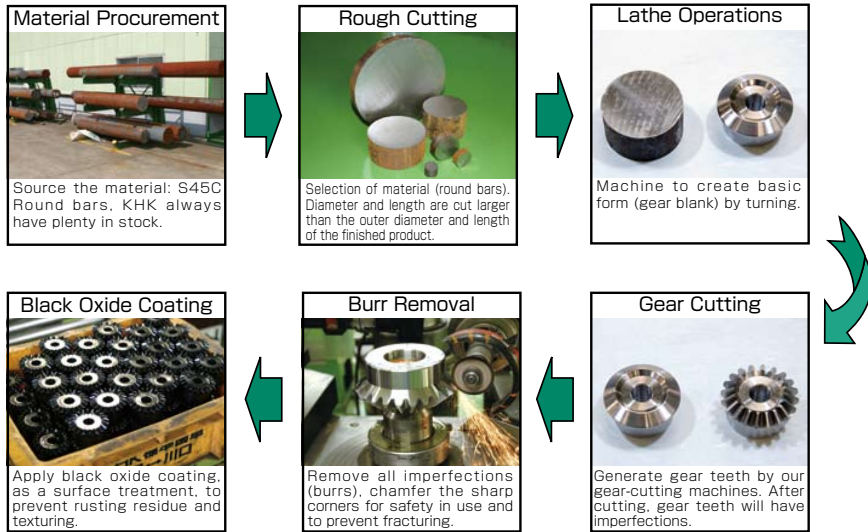 Material Procurement
Source the material: S45C
Round bars, KHK always
have plenty in stock.
Rough Cutting
Selection of material (round bars).
Diameter and length are cut larger
than the outer diameter and length
of the finished product.
Lathe Operations
Machine to create basic
form (gear blank) by turning.
Gear Cutting
Generate gear teeth by our
gear-cutting machines. After
cutting, gear teeth will have
imperfections.
Burr Removal
Remove all imperfections
(burrs), chamfer the sharp
corners for safety in use and
to prevent fracturing.
Black Oxide Coating
Apply black oxide coating,
as a surface treatment, to
prevent rusting residue and
texturing.